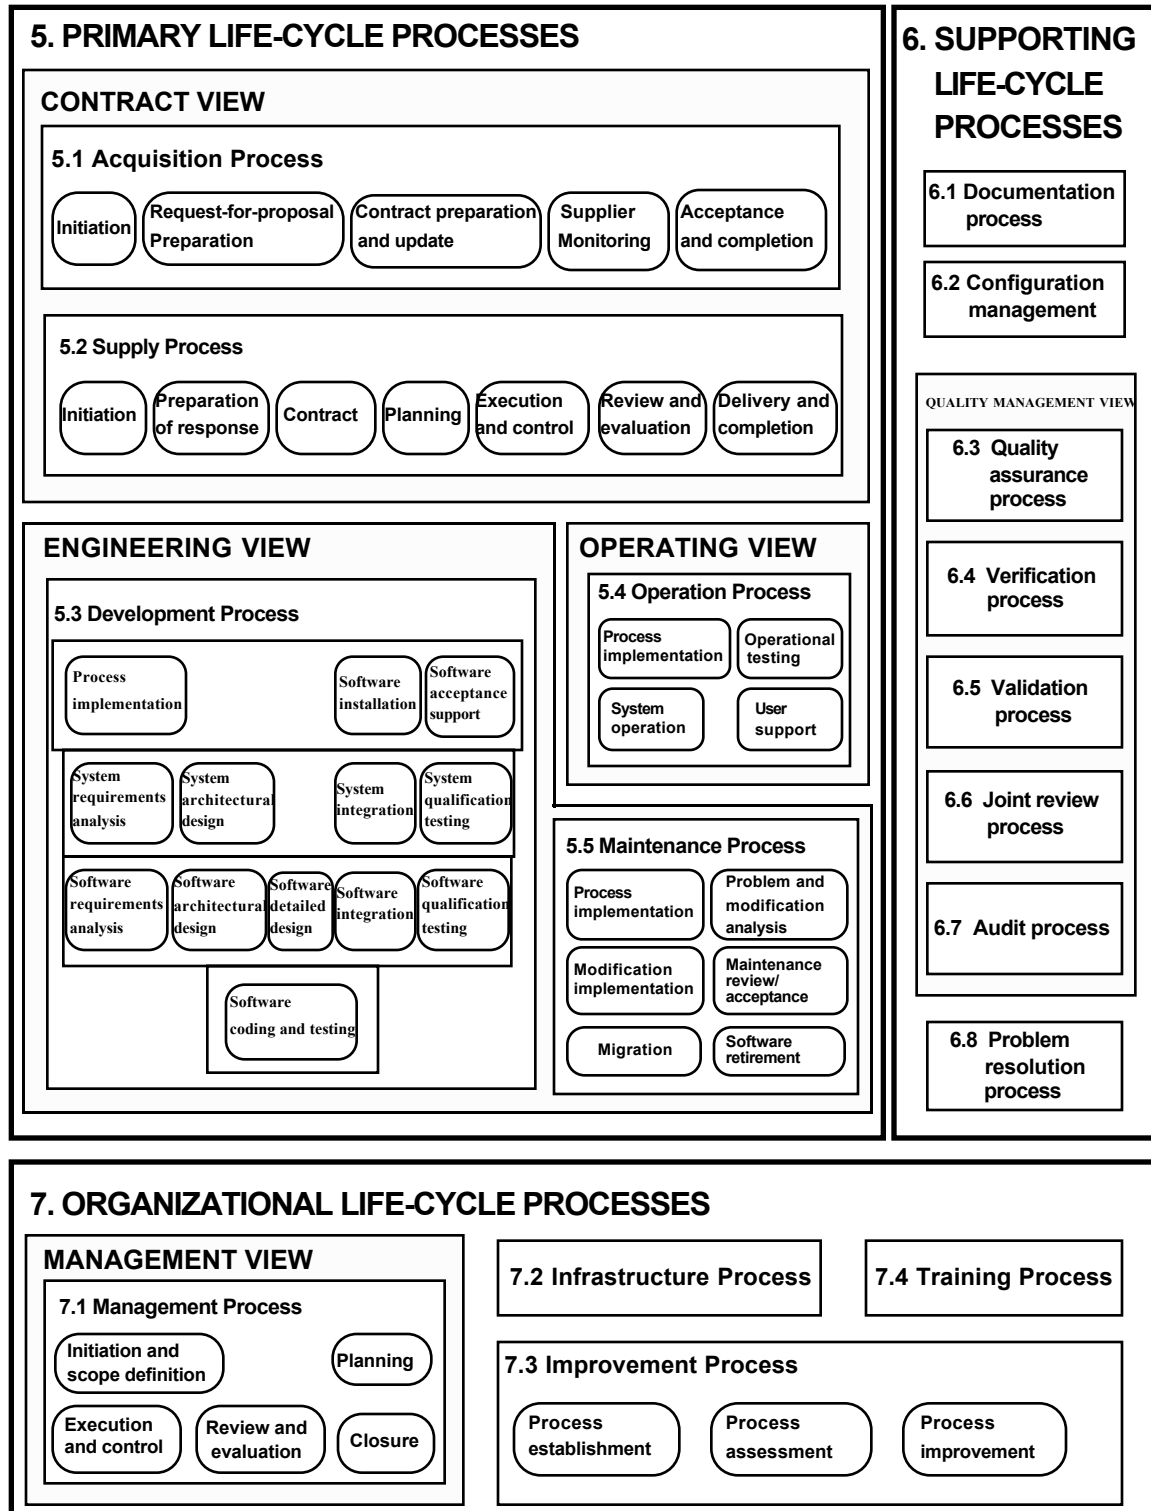 5. PRIMARY LIFE-CYCLE PROCESSES
CONTRACT VIEW
5.1 Acquisition Process
Initiation
Request-for-proposal
Preparation
Contract preparation
and update
Supplier
Monitoring
Acceptance
and completion
5.2 Supply Process
Initiation
Preparation
of response
Contract
Planning
Execution
and control
Review and
evaluation
Delivery and
completion
ENGINEERING VIEW
5.3 Development Process
Process
implementation
Software
installation
Software
acceptance
support
System
requirements
analysis
System
architectural
design
System
integration
System
qualification
testing
Software
requirements
analysis
Software
architectural
design
Software
detailed
design
Software
integration
Software
qualification
testing
Software
coding and testing
OPERATING VIEW
5.4 Operation Process
Process
implementation
Operational
testing
System
operation
User
support
5.5 Maintenance Process
Process
implementation
Problem and
modification
analysis
Modification
implementation
Maintenance
review/
acceptance
Migration
Software
retirement
6. SUPPORTING
LIFE-CYCLE
PROCESSES
6.1 Documentation
process
6.2 Configuration
management
QUALITY MANAGEMENT VIEW
6.3 Quality
assurance
process
6.4 Verification
process
6.5 Validation
process
6.6 Joint review
process
6.7 Audit process
6.8 Problem
resolution
process
7. ORGANIZATIONAL LIFE-CYCLE PROCESSES
MANAGEMENT VIEW
7.1 Management Process
Initiation and
scope definition
Planning
Execution
and control
Review and
evaluation
Closure
7.2 Infrastructure Process
7.4 Training Process
7.3 Improvement Process
Process
establishment
Process
assessment
Process
improvement